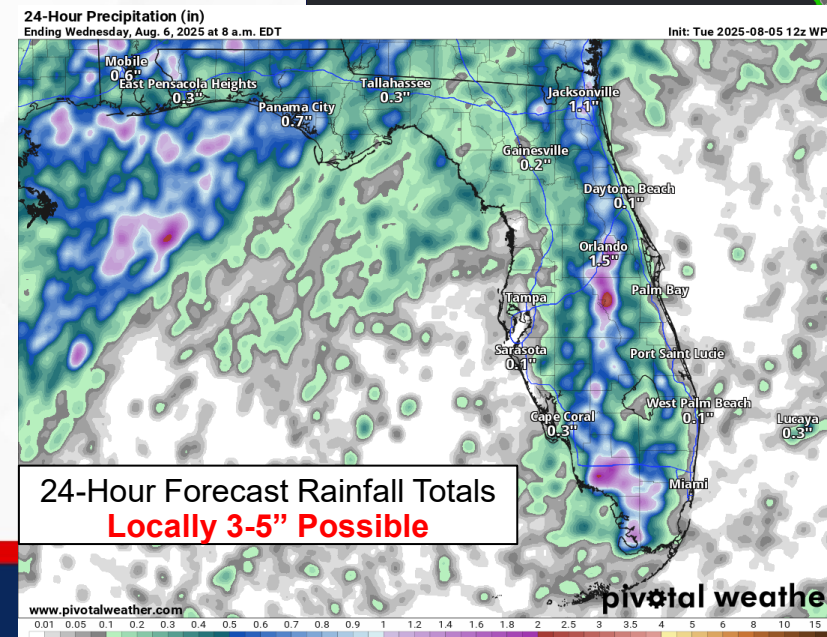 24-Hour Precipitation (in)
Ending Wednesday, Aug. 6, 2025 at 8 a.m. EDT
Init: Tue 2025-08-05 12z WP
Mobile
0.6"
East Pensacola Heights
0.3"
Panama City
0.7"
Tallahassee
0.3"
Jacksonville
1.1"
Gainesville
0.2"
Daytona Beach
0.1"
Orlando
1.5"
Tampa
Palm Bay
Sarasota
0.1"
Port Saint Lucie
Cape Coral
0.3"
West Palm Beach
0.1"
Lucaya
0.3"
Miami
24-Hour Forecast Rainfall Totals
Locally 3-5” Possible
www.pivotalweather.com
pivotal weathe
0.01 0.05 0.1 0.2 0.3 0.4 0.5 0.6 0.7 0.8 0.9 1 1.2 1.4 1.6 1.8 2 2.5 3 3.5 4 5 6 8 10 15